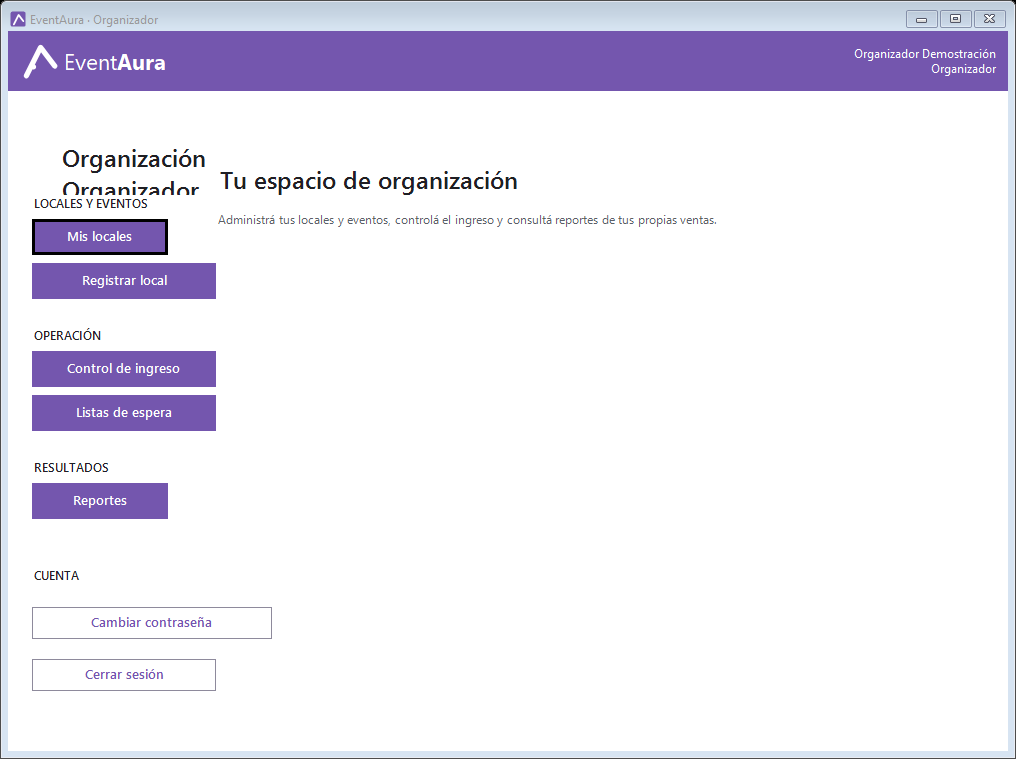 EventAura · Organizador
EventAura
Organizador Demostración
Organizador
Organización
Organizador
Tu espacio de organización
Administrá tus locales y eventos, controlá el ingreso y consultá reportes de tus propias ventas.
LOCALES Y EVENTOS
Mis locales
Registrar local
OPERACIÓN
Control de ingreso
Listas de espera
RESULTADOS
Reportes
CUENTA
Cambiar contraseña
Cerrar sesión